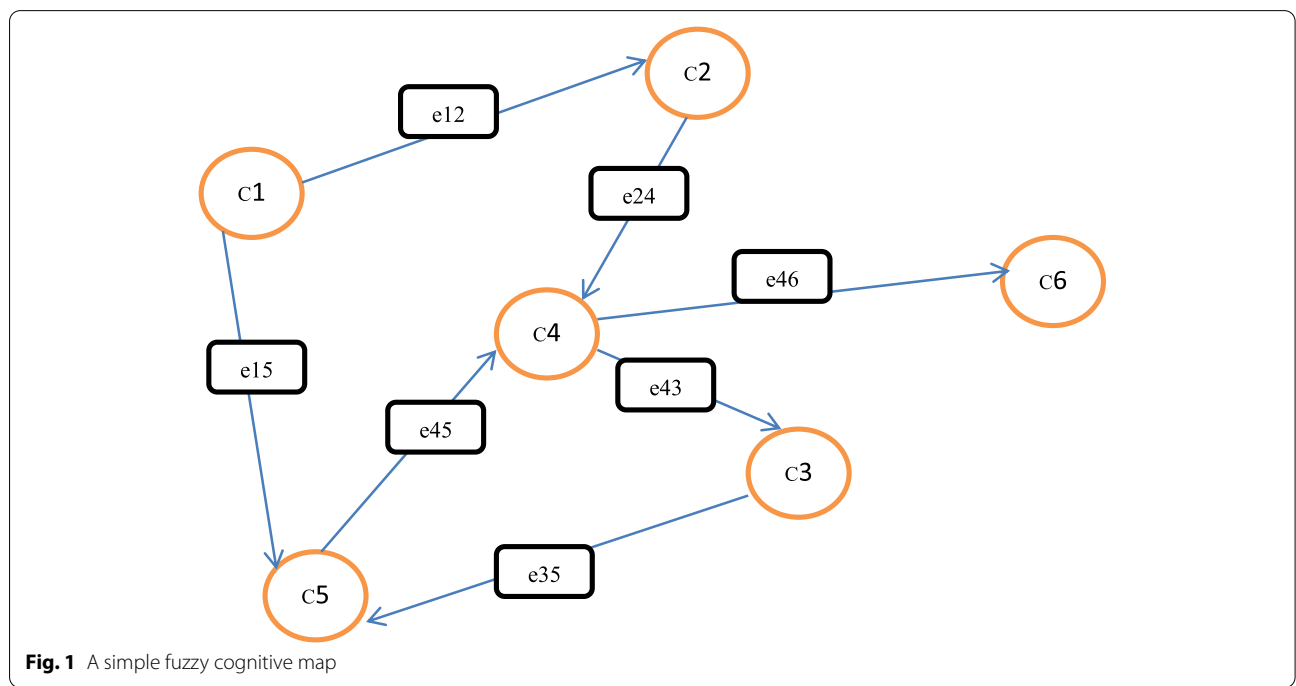 C2
e12
C1
e24
e46
C6
C4
e15
e43
e45
C3
e35
C5
Fig. 1 A simple fuzzy cognitive map